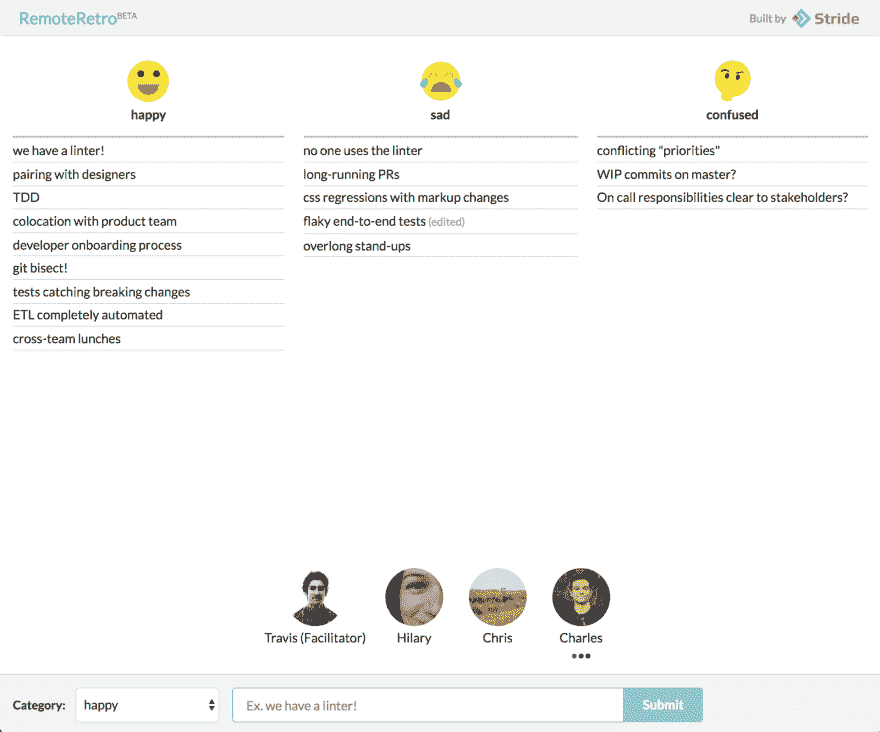 RemoteRetroBETA
Built by Stride
happy
we have a linter!
pairing with designers
TDD
colocation with product team
developer onboarding process
git bisect!
tests catching breaking changes
ETL completely automated
cross-team lunches
sad
no one uses the linter
long-running PRs
css regressions with markup changes
flaky end-to-end tests (edited)
overlong stand-ups
confused
conflicting "priorities"
WIP commits on master?
On call responsibilities clear to stakeholders?
Travis (Facilitator)
Hilary
Chris
Charles
Category:
happy
Ex. we have a linter!
Submit